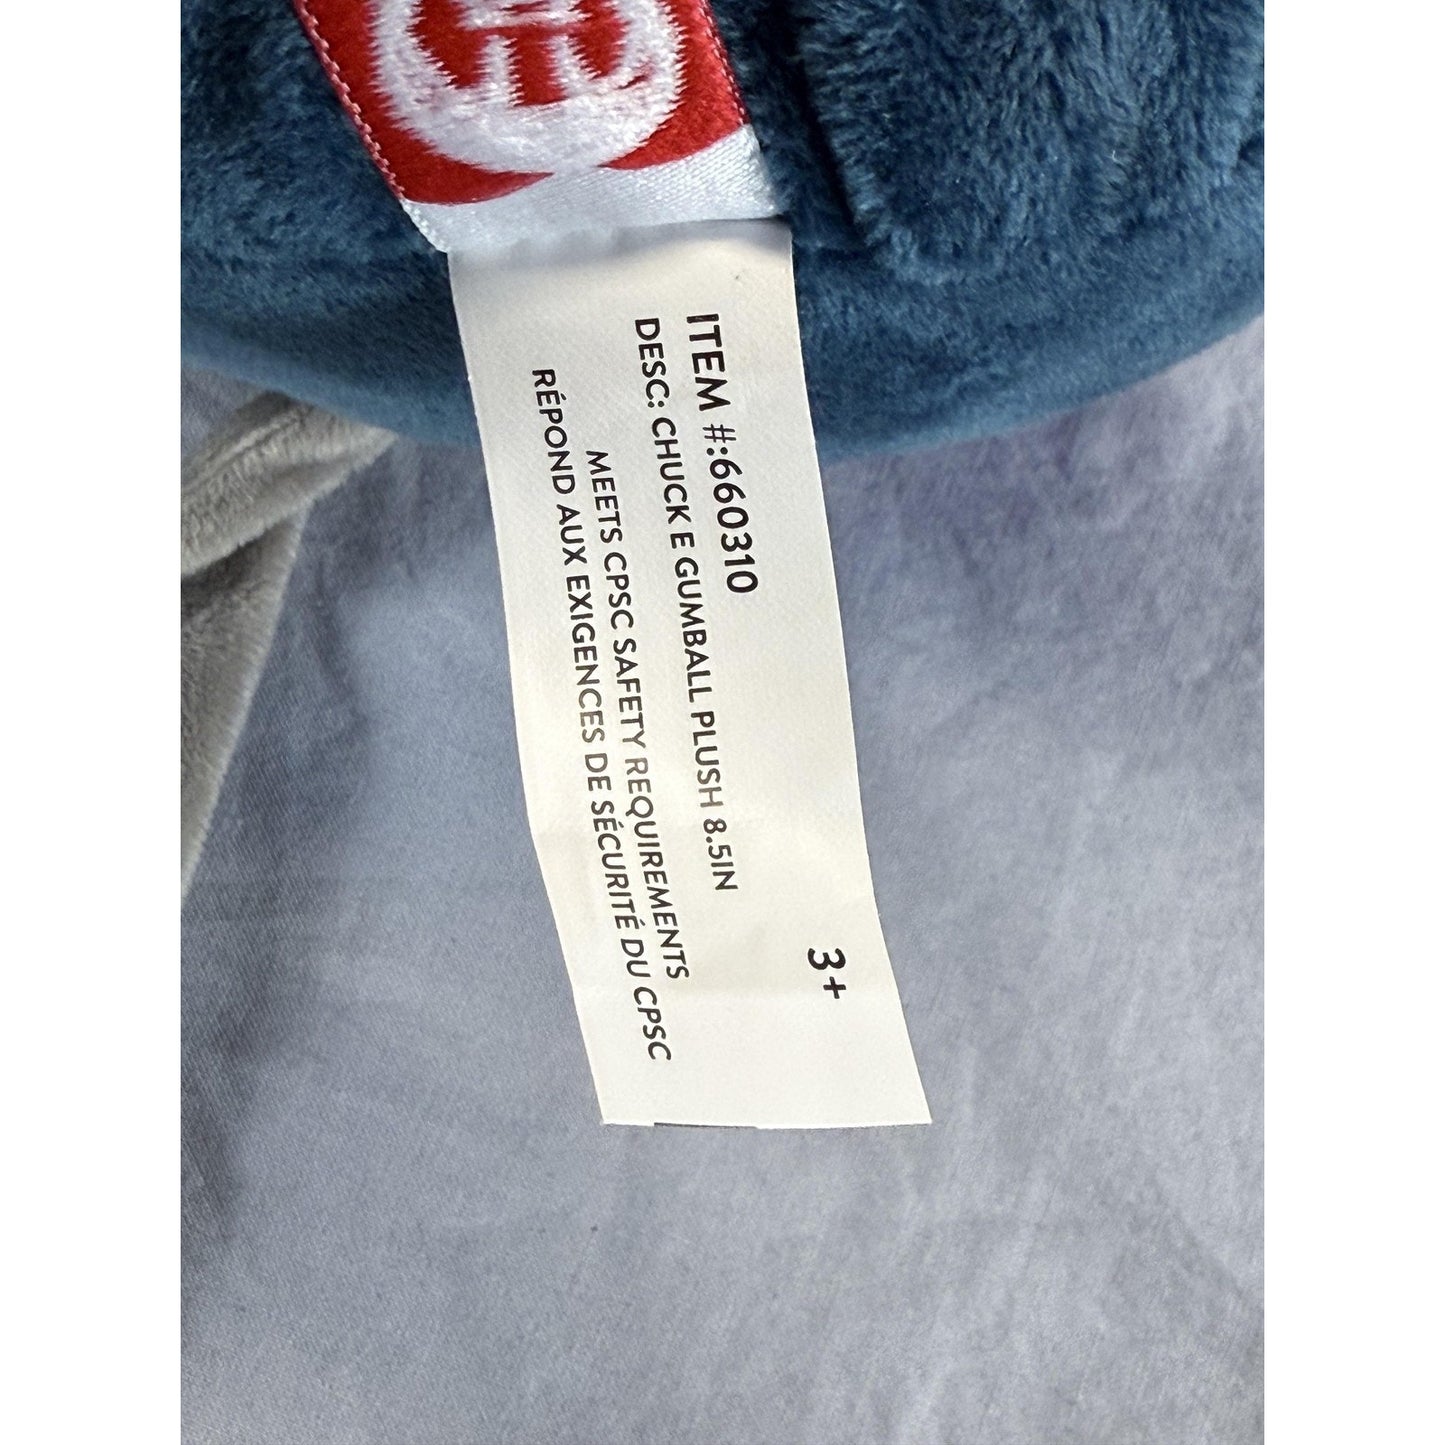 ITEM #:660310
DESC: CHUCK E GUMBALL PLUSH 8.5IN
MEETS CPSC SAFETY REQUIREMENTS
RÉPOND AUX EXIGENCES DE SÉCURITÉ DU CPSC
3+